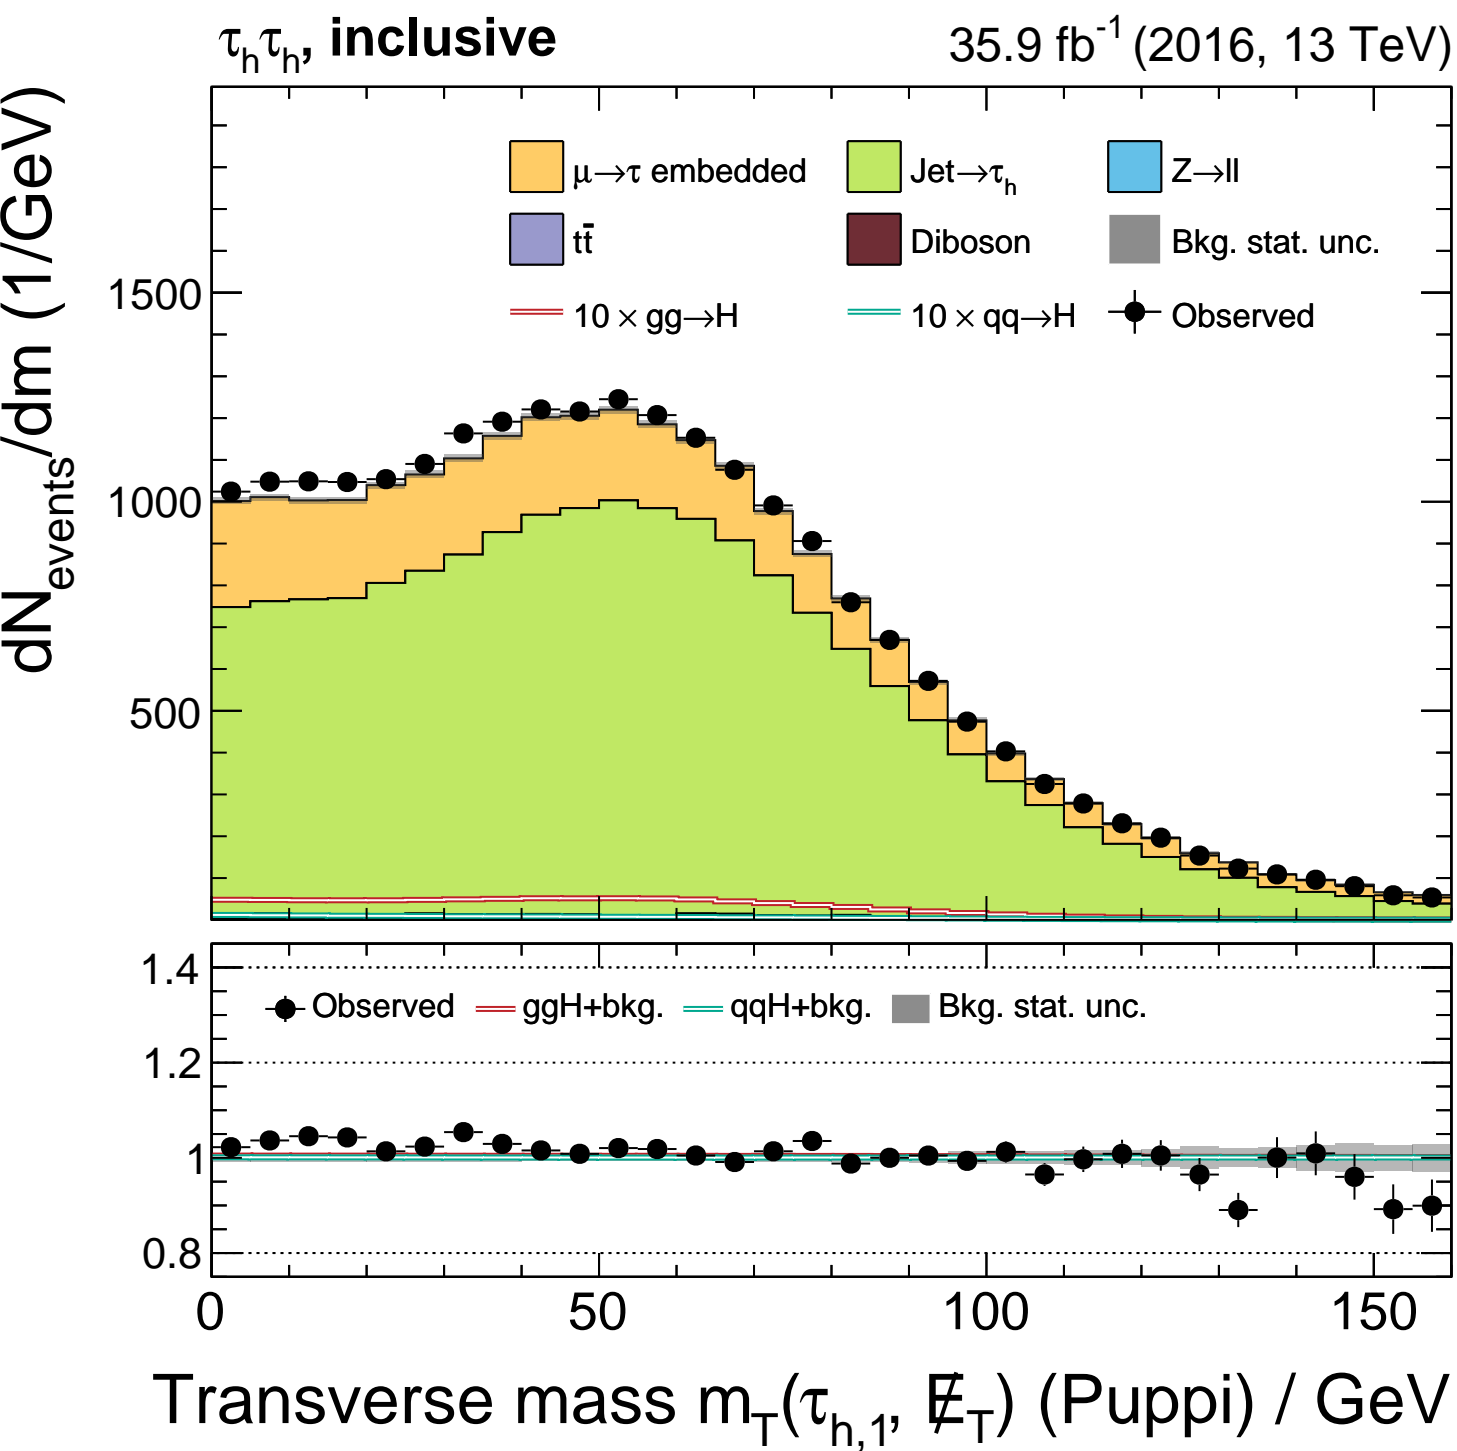 τhτh, inclusive 35.9 fb-1 (2016, 13 TeV)
dNevents/dm (1/GeV)
μ→τ embedded Jet→τh Z→ll
tt̄ Diboson Bkg. stat. unc.
10 × gg→H 10 × qq→H Observed
1500
1000
500
1.4
Observed ggH+bkg. qqH+bkg. Bkg. stat. unc.
1.2
1
0.8
0 50 100 150
Transverse mass mT(τh,1, E̸T) (Puppi) / GeV